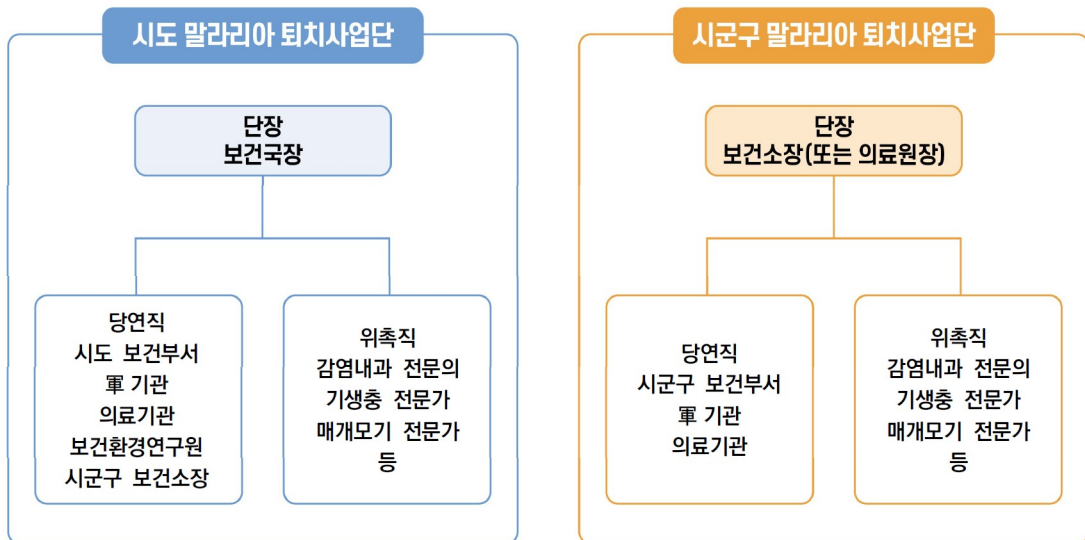 시도 말라리아 퇴치사업단
단장
보건국장
당연직
시도 보건부서
軍 기관
의료기관
보건환경연구원
시군구 보건소장
위촉직
감염내과 전문의
기생충 전문가
매개모기 전문가
등
시군구 말라리아 퇴치사업단
단장
보건소장(또는 의료원장)
당연직
시군구 보건부서
軍 기관
의료기관
위촉직
감염내과 전문의
기생충 전문가
매개모기 전문가
등